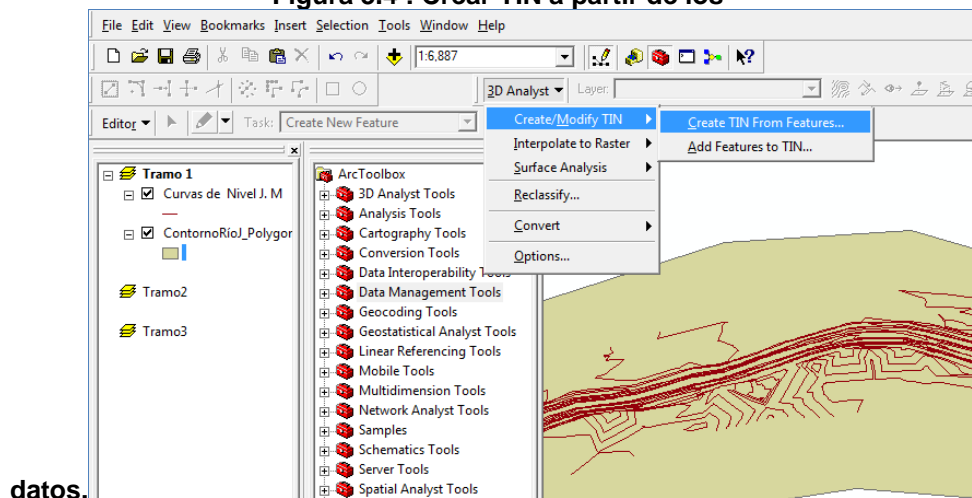 Figura 5.4 . Crear TIN a partir de los
File Edit View Bookmarks Insert Selection Tools Window Help
1:6,887
3D Analyst Layer:
Editor Task: Create New Feature
Create/Modify TIN
Interpolate to Raster
Surface Analysis
Reclassify...
Convert
Options...
Create TIN From Features...
Add Features to TIN...
Tramo 1
Curvas de Nivel J. M
ContornoRíoJ_Polygor
Tramo2
Tramo3
ArcToolbox
3D Analyst Tools
Analysis Tools
Cartography Tools
Conversion Tools
Data Interoperability Tools
Data Management Tools
Geocoding Tools
Geostatistical Analyst Tools
Linear Referencing Tools
Mobile Tools
Multidimension Tools
Network Analyst Tools
Samples
Schematics Tools
Server Tools
Spatial Analyst Tools
datos.